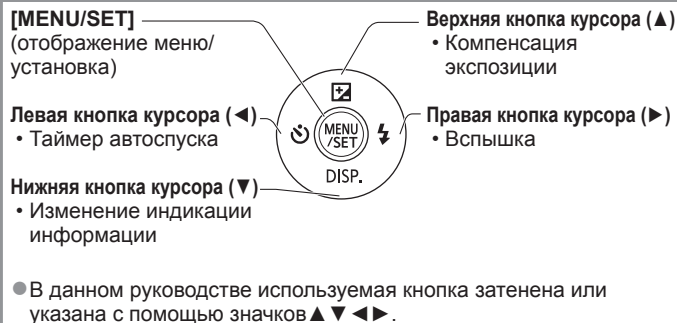 [MENU/SET]
(отображение меню/
установка)
Верхняя кнопка курсора (▲)
• Компенсация
экспозиции
Левая кнопка курсора (◄)
• Таймер автоспуска
MENU
/SET
DISP.
Правая кнопка курсора (►)
• Вспышка
Нижняя кнопка курсора (▼)
• Изменение индикации
информации
●В данном руководстве используемая кнопка затенена или
указана с помощью значков▲▼◄►.